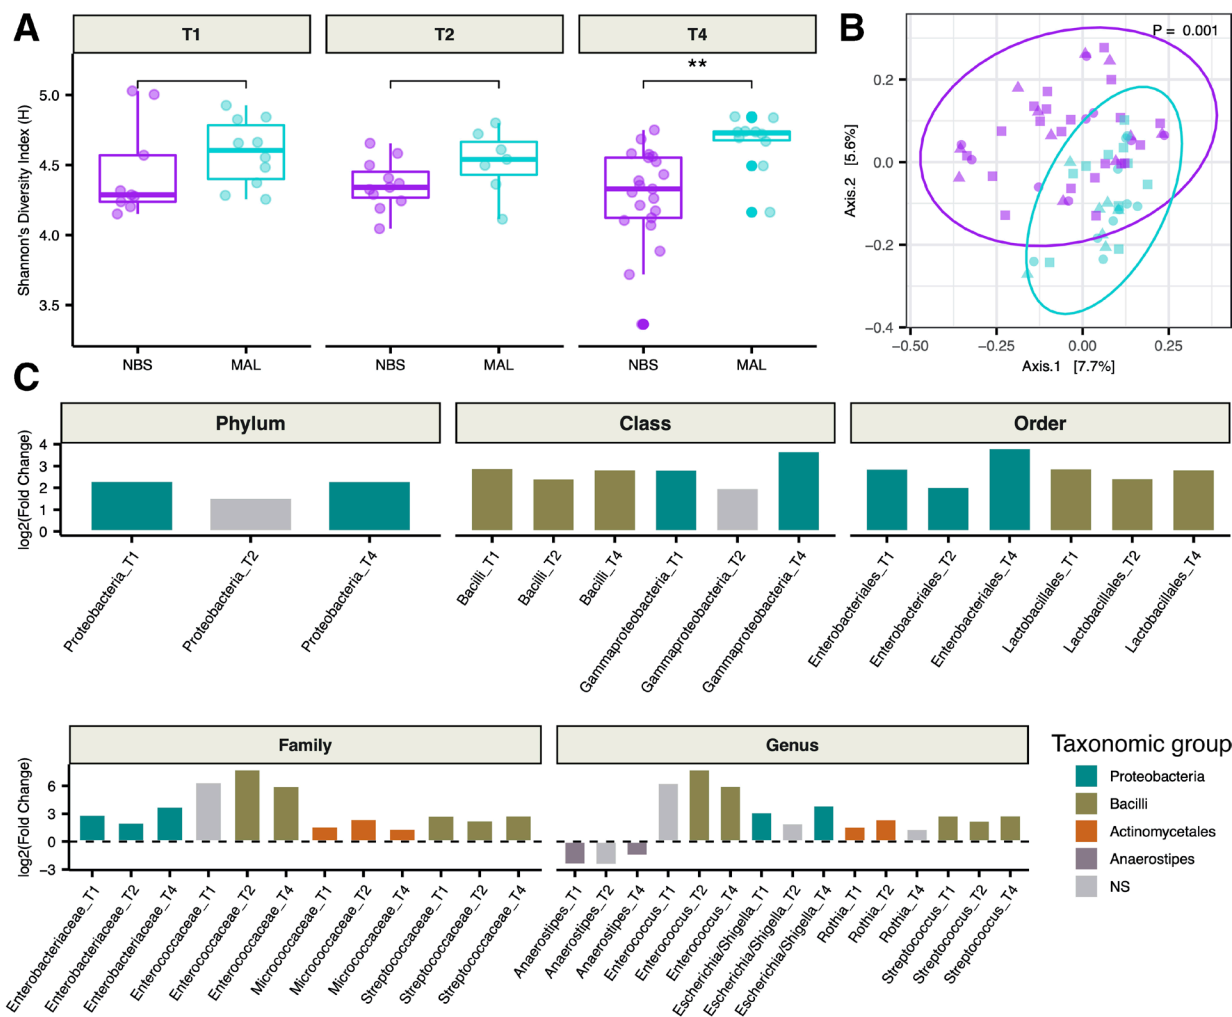 A
T1
T2
T4
**
Shannon's Diversity Index (H)
5.0
4.5
4.0
3.5
NBS
MAL
NBS
MAL
NBS
MAL
B
P = 0.001
Axis.2 [5.6%]
0.2
0.0
−0.2
−0.4
−0.50
−0.25
0.00
0.25
Axis.1 [7.7%]
C
Phylum
Class
Order
log2(Fold Change)
4
3
2
1
0
Proteobacteria_T1
Proteobacteria_T2
Proteobacteria_T4
Bacilli_T1
Bacilli_T2
Bacilli_T4
Gammaproteobacteria_T1
Gammaproteobacteria_T2
Gammaproteobacteria_T4
Enterobacteriales_T1
Enterobacteriales_T2
Enterobacteriales_T4
Lactobacillales_T1
Lactobacillales_T2
Lactobacillales_T4
Family
Genus
log2(Fold Change)
6
3
0
−3
Enterobacteriaceae_T1
Enterobacteriaceae_T2
Enterobacteriaceae_T4
Enterococcaceae_T1
Enterococcaceae_T2
Enterococcaceae_T4
Micrococcaceae_T1
Micrococcaceae_T2
Micrococcaceae_T4
Streptococcaceae_T1
Streptococcaceae_T2
Streptococcaceae_T4
Anaerostipes_T1
Anaerostipes_T2
Anaerostipes_T4
Enterococcus_T1
Enterococcus_T2
Enterococcus_T4
Escherichia/Shigella_T1
Escherichia/Shigella_T2
Escherichia/Shigella_T4
Rothia_T1
Rothia_T2
Rothia_T4
Streptococcus_T1
Streptococcus_T2
Streptococcus_T4
Taxonomic group
Proteobacteria
Bacilli
Actinomycetales
Anaerostipes
NS